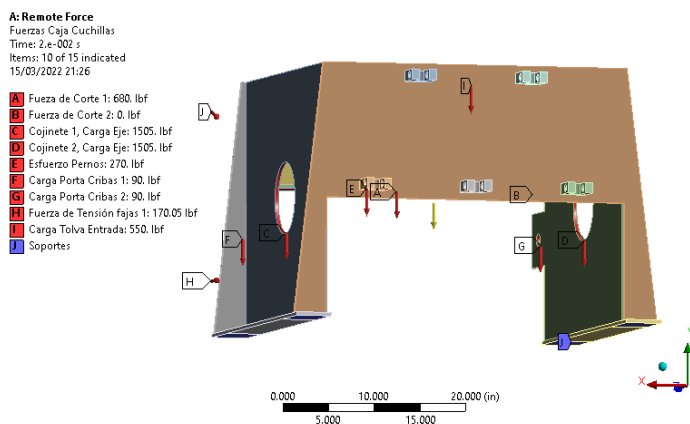 A: Remote Force
Fuerzas Caja Cuchillas
Time: 2.e-002 s
Items: 10 of 15 indicated
15/03/2022 21:26
A Fueza de Corte 1: 680. lbf
B Fuerza de Corte 2: 0. lbf
C Cojinete 1, Carga Eje: 1505. lbf
D Cojinete 2, Carga Eje: 1505. lbf
E Esfuerzo Pernos: 270. lbf
F Carga Porta Cribas 1: 90. lbf
G Carga Porta Cribas 2: 90. lbf
H Fuerza de Tensión fajas 1: 170.05 lbf
I Carga Tolva Entrada: 550. lbf
J Soportes
I
E
A
B
F
C
G
D
H
J
Y
X
0.000
10.000
20.000 (in)
5.000
15.000